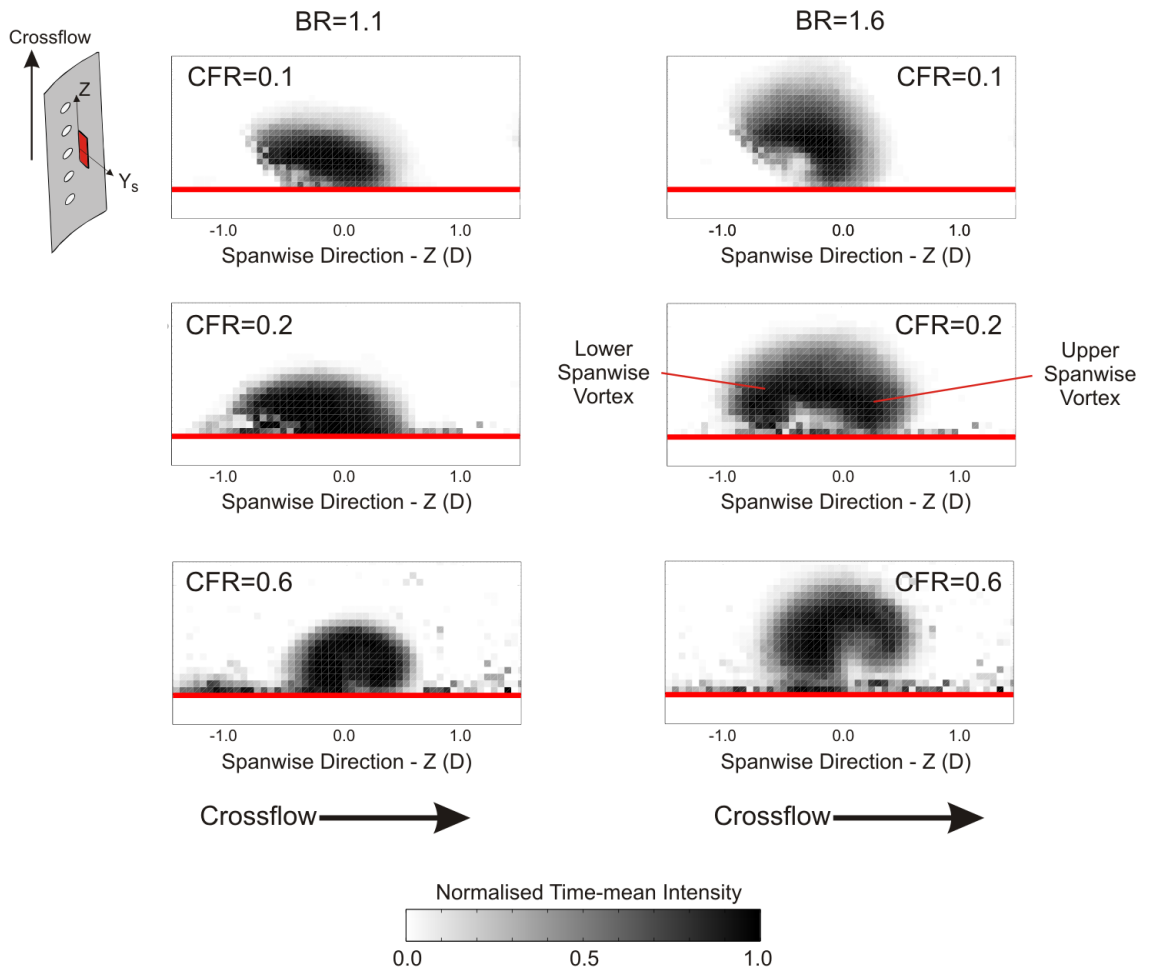 BR=1.1
BR=1.6
Crossflow
Z
Ys
CFR=0.1
-1.0 0.0 1.0
Spanwise Direction - Z (D)
CFR=0.1
-1.0 0.0 1.0
Spanwise Direction - Z (D)
CFR=0.2
-1.0 0.0 1.0
Spanwise Direction - Z (D)
Lower
Spanwise
Vortex
CFR=0.2
Upper
Spanwise
Vortex
-1.0 0.0 1.0
Spanwise Direction - Z (D)
CFR=0.6
-1.0 0.0 1.0
Spanwise Direction - Z (D)
CFR=0.6
-1.0 0.0 1.0
Spanwise Direction - Z (D)
Crossflow
Crossflow
Normalised Time-mean Intensity
0.0 0.5 1.0